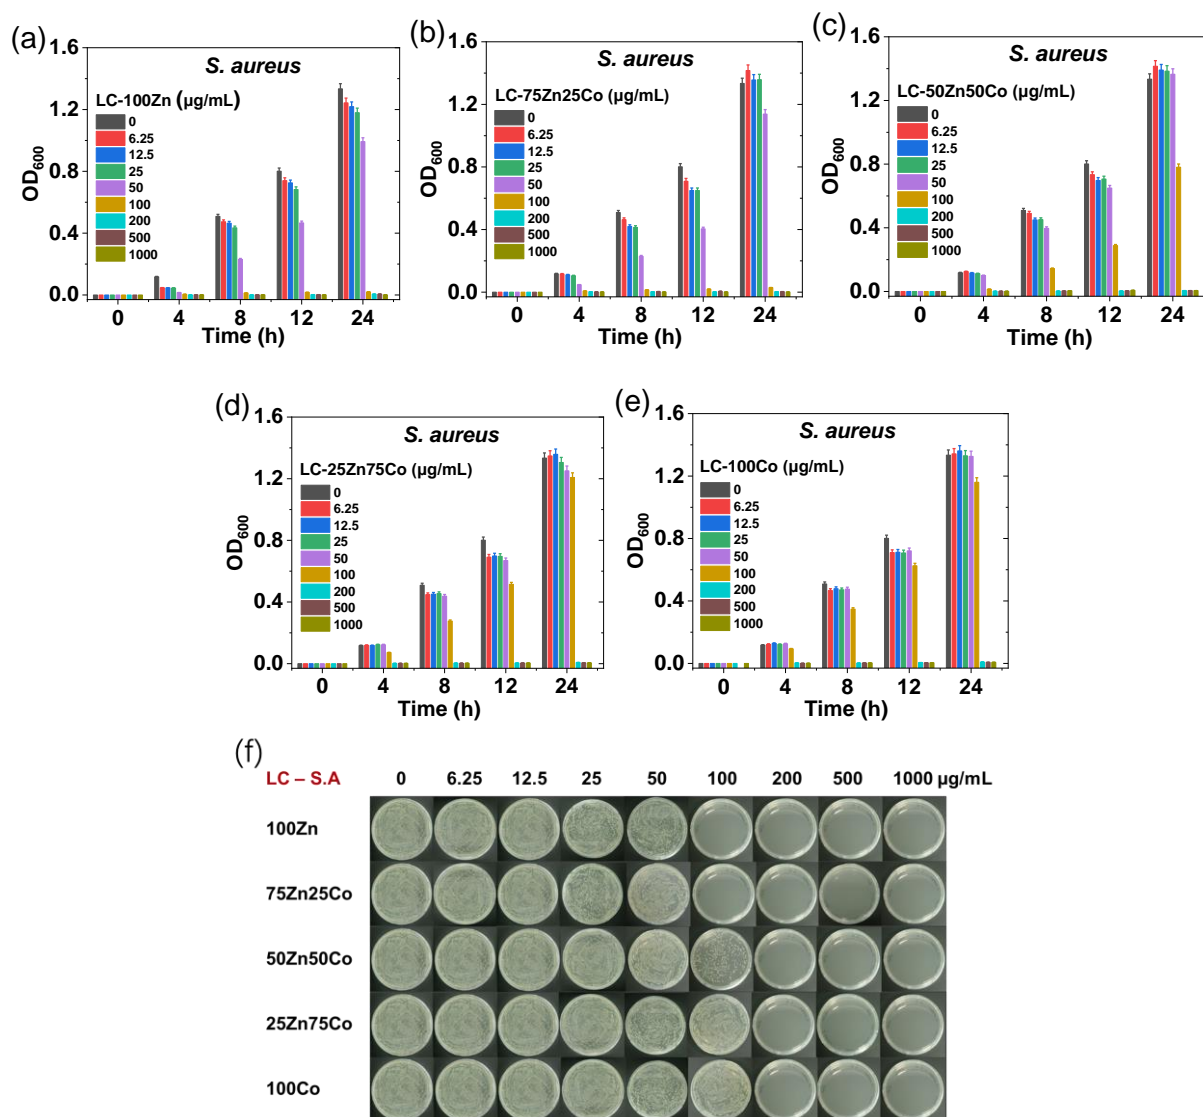 (a)
S. aureus
LC-100Zn (µg/mL)
0
6.25
12.5
25
50
100
200
500
1000
OD600
1.6
1.2
0.8
0.4
0.0
0 4 8 12 24
Time (h)
(b)
S. aureus
LC-75Zn25Co (µg/mL)
0
6.25
12.5
25
50
100
200
500
1000
OD600
1.6
1.2
0.8
0.4
0.0
0 4 8 12 24
Time (h)
(c)
S. aureus
LC-50Zn50Co (µg/mL)
0
6.25
12.5
25
50
100
200
500
1000
OD600
1.6
1.2
0.8
0.4
0.0
0 4 8 12 24
Time (h)
(d)
S. aureus
LC-25Zn75Co (µg/mL)
0
6.25
12.5
25
50
100
200
500
1000
OD600
1.6
1.2
0.8
0.4
0.0
0 4 8 12 24
Time (h)
(e)
S. aureus
LC-100Co (µg/mL)
0
6.25
12.5
25
50
100
200
500
1000
OD600
1.6
1.2
0.8
0.4
0.0
0 4 8 12 24
Time (h)
(f)
LC – S.A 0 6.25 12.5 25 50 100 200 500 1000 µg/mL
100Zn
75Zn25Co
50Zn50Co
25Zn75Co
100Co